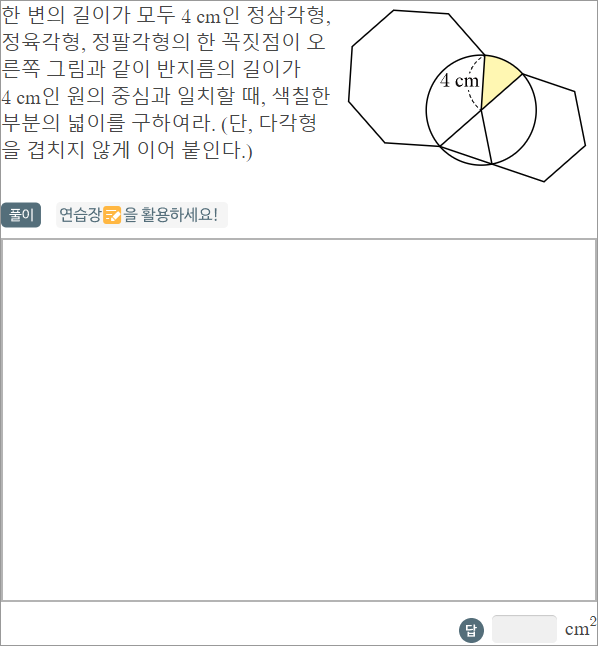 한 변의 길이가 모두 4 cm인 정삼각형,
정육각형, 정팔각형의 한 꼭짓점이 오
른쪽 그림과 같이 반지름의 길이가
4 cm인 원의 중심과 일치할 때, 색칠한
부분의 넓이를 구하여라. (단, 다각형
을 겹치지 않게 이어 붙인다.)
4 cm
풀이 연습장을 활용하세요!
답 cm²